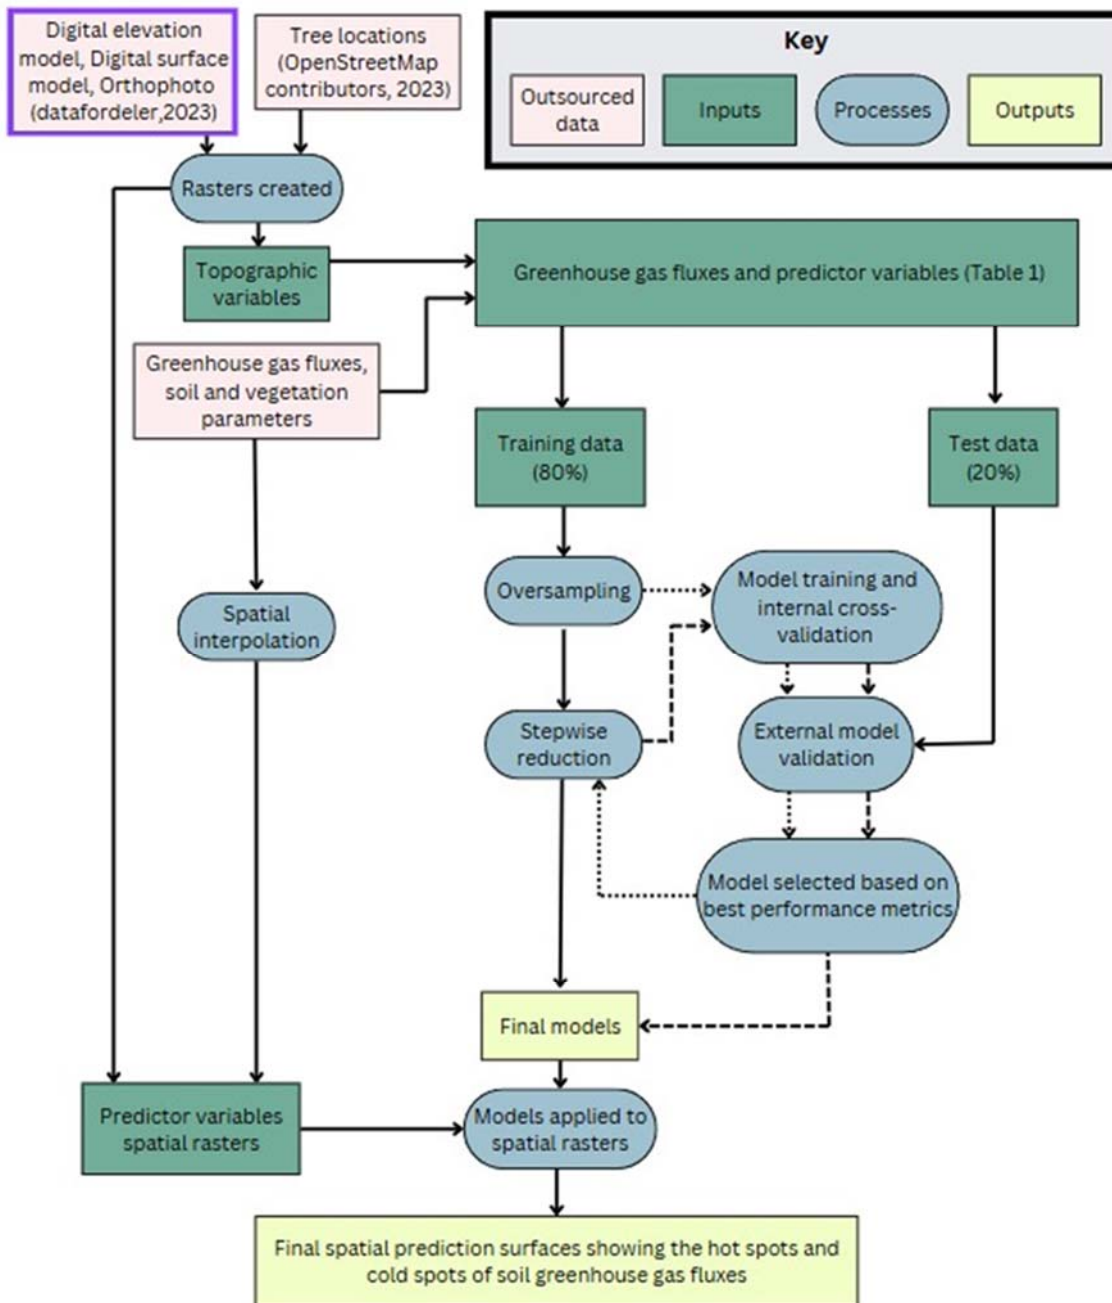 Digital elevation
model, Digital surface
model, Orthophoto
(datafordeler,2023)
Tree locations
(OpenStreetMap
contributors, 2023)
Key
Outsourced
data
Inputs
Processes
Outputs
Rasters created
Topographic
variables
Greenhouse gas fluxes and predictor variables (Table 1)
Greenhouse gas fluxes,
soil and vegetation
parameters
Training data
(80%)
Test data
(20%)
Oversampling
Model training and
internal cross-
validation
Spatial
interpolation
Stepwise
reduction
External model
validation
Model selected based on
best performance metrics
Final models
Predictor variables
spatial rasters
Models applied to
spatial rasters
Final spatial prediction surfaces showing the hot spots and
cold spots of soil greenhouse gas fluxes